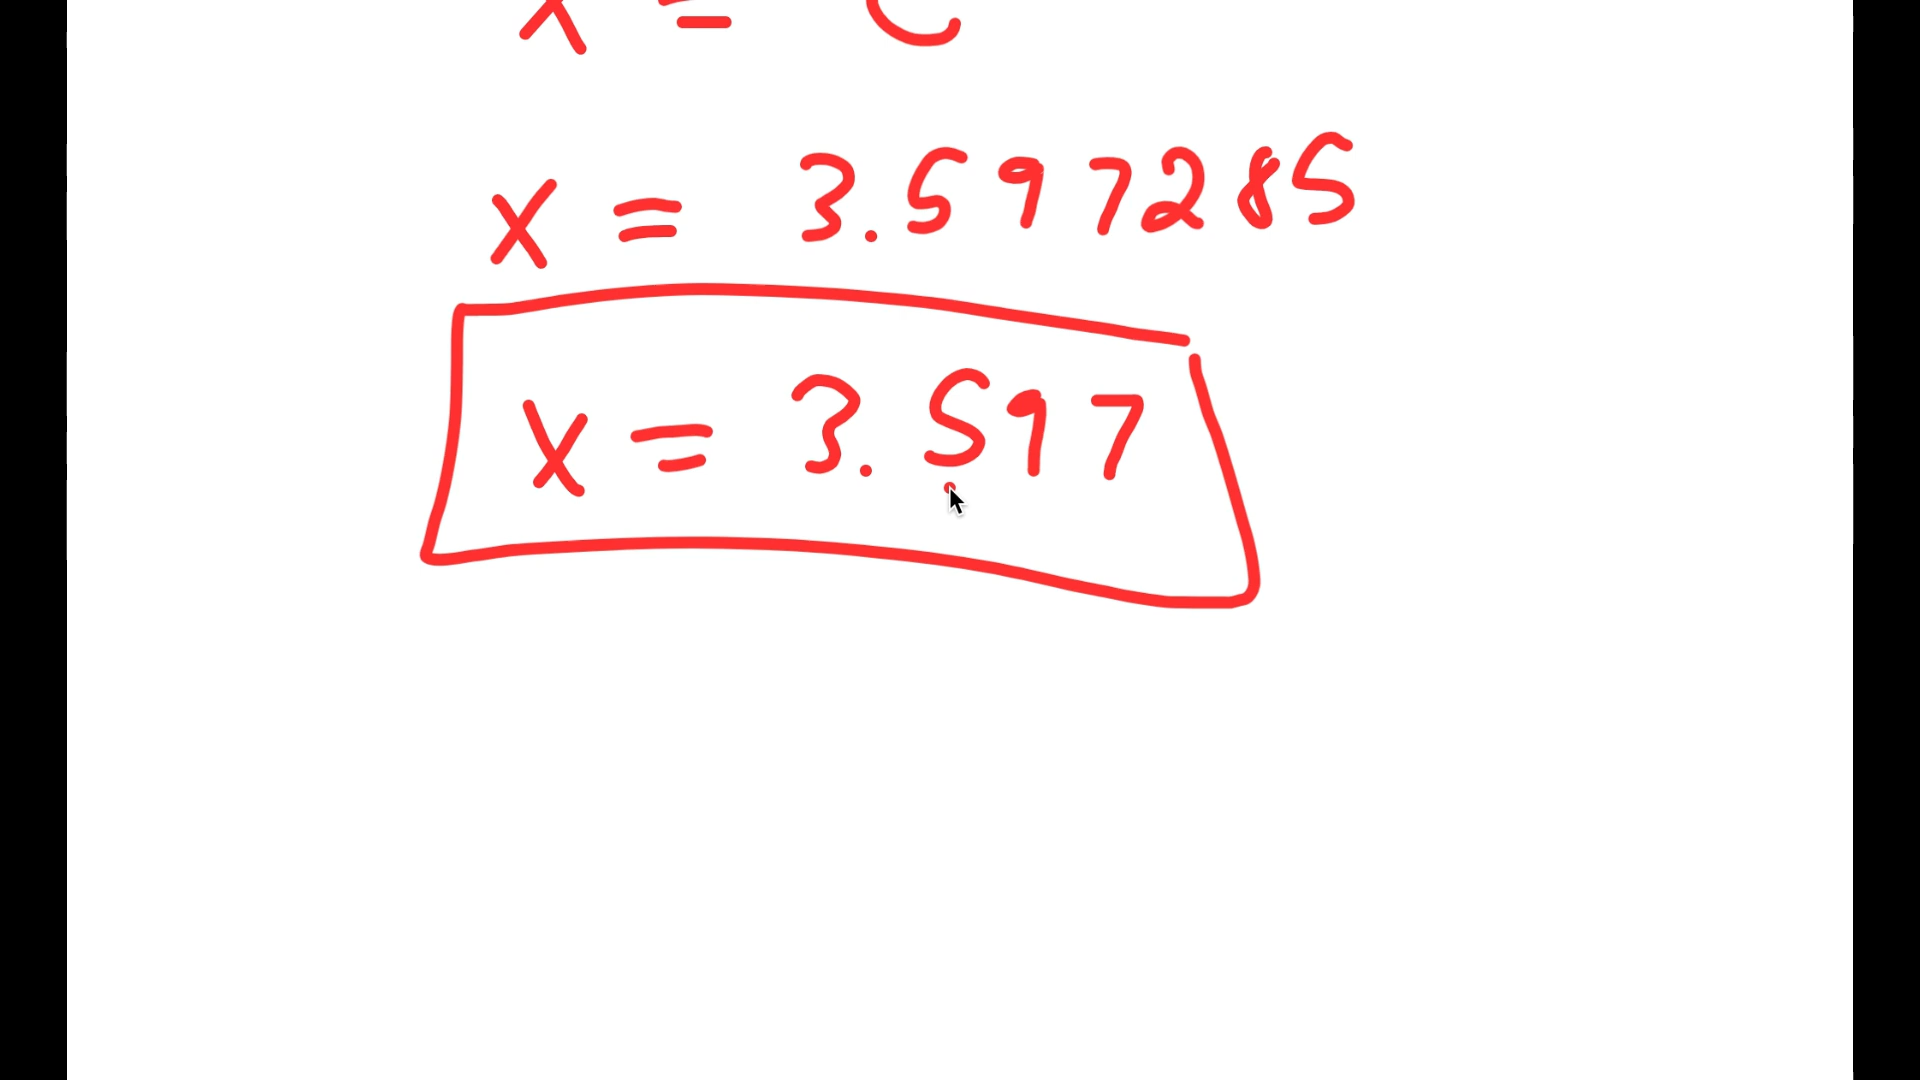 x =
x = 3.597285
x = 3.597